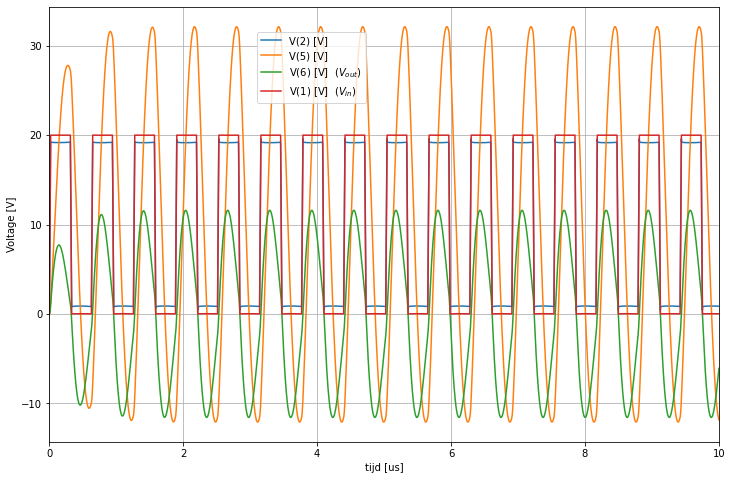 30
20
10
0
−10
Voltage [V]
V(2) [V]
V(5) [V]
V(6) [V] (V_out)
V(1) [V] (V_in)
0 2 4 6 8 10
tijd [us]